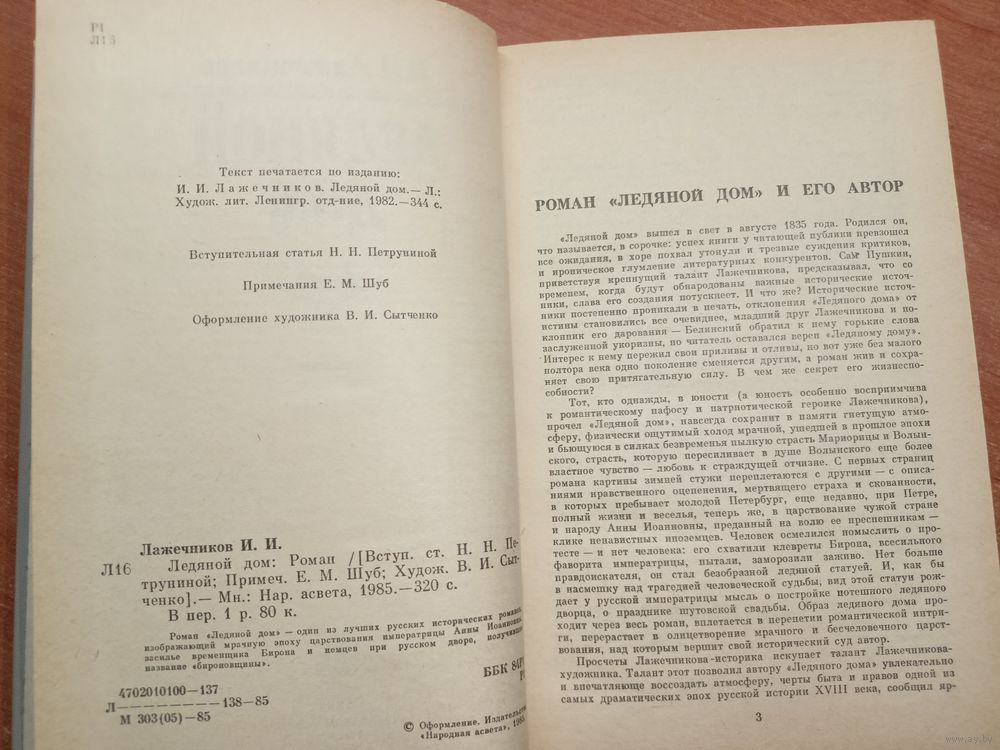 Р1
Л16
Текст печатается по изданию:
И. И. Лажечников. Ледяной дом.— Л.:
Худож. лит. Ленингр. отд-ние, 1982.—344 с.
Вступительная статья Н. Н. Петруниной
Примечания Е. М. Шуб
Оформление художника В. И. Сытченко
Лажечников И. И.
Л16 Ледяной дом: Роман /[Вступ. ст. Н. Н. Пе-
труниной; Примеч. Е. М. Шуб; Худож. В. И. Сыт-
ченко].— Мн.: Нар. асвета, 1985.—320 с.
В пер. 1 р. 80 к.
Роман «Ледяной дом» — один из лучших русских исторических романов,
изображающий мрачную эпоху царствования императрицы Анны Иоанновны,
засилье временщика Бирона и немцев при русском дворе, получившая
название «бироновщины».
4702010100—137
Л———————138—85
М 303(05)—85
ББК 84Р
© Оформление. Издательство
«Народная асвета», 1985
РОМАН «ЛЕДЯНОЙ ДОМ» И ЕГО АВТОР
«Ледяной дом» вышел в свет в августе 1835 года. Родился он,
что называется, в сорочке: успех книги у читающей публики превзошел
все ожидания, в хоре похвал утонули и трезвые суждения критиков,
и ироническое глумление литературных конкурентов. Сам Пушкин,
приветствуя крепнущий талант Лажечникова, предсказывал, что со
временем, когда будут обнародованы важные исторические источ-
ники, слава его создания потускнеет. И что же? Исторические источ-
ники постепенно проникали в печать, отклонения «Ледяного дома» от
истины становились все очевиднее, младший друг Лажечникова и по-
клонник его дарования — Белинский обратил к нему горькие слова
заслуженной укоризны, но читатель оставался верен «Ледяному дому».
Интерес к нему пережил свои приливы и отливы, но вот уже без малого
полтора века одно поколение сменяется другим, а роман жив и сохра-
няет свою притягательную силу. В чем же секрет его жизнеспо-
собности?
Тот, кто однажды, в юности (а юность особенно восприимчива
к романтическому пафосу и патриотической героике Лажечникова),
прочел «Ледяной дом», навсегда сохранит в памяти гнетущую атмо-
сферу, физически ощутимый холод мрачной, ушедшей в прошлое эпохи
и бьющуюся в силках безвременья пылкую страсть Мариорицы и Волын-
ского, страсть, которую пересиливает в душе Волынского еще более
властное чувство — любовь к страждущей отчизне. С первых страниц
романа картины зимней стужи переплетаются с другими — с описа-
ниями нравственного оцепенения, мертвящего страха и скованности,
в которых пребывает молодой Петербург, еще недавно, при Петре,
полный жизни и веселья, теперь же, в царствование чужой стране
и народу Анны Иоанновны, преданный на волю ее преспешникам —
клике ненавистных иноземцев. Человек осмелился помыслить о про-
тесте — и нет человека: его схватили клевреты Бирона, всесильного
фаворита императрицы, пытали, заморозили заживо. Нет больше
правдоискателя, он стал безобразной ледяной статуей. И, как бы
в насмешку над трагедией человеческой судьбы, вид этой статуи рож-
дает у русской императрицы мысль о постройке потешного ледяного
дворца, о празднике шутовской свадьбы. Образ ледяного дома про-
ходит через весь роман, вплетается в перепетии романтической интри-
ги, перерастает в олицетворение мрачного и бесчеловечного царст-
вования, над которым вершит свой исторический суд автор.
Просчеты Лажечникова-историка искупает талант Лажечникова-
художника. Талант этот позволил автору «Ледяного дома» увлекательно
и впечатляюще воссоздать атмосферу, черты быта и нравов одной из
самых драматических эпох русской истории XVIII века, сообщил яр-
3
www.ay.by